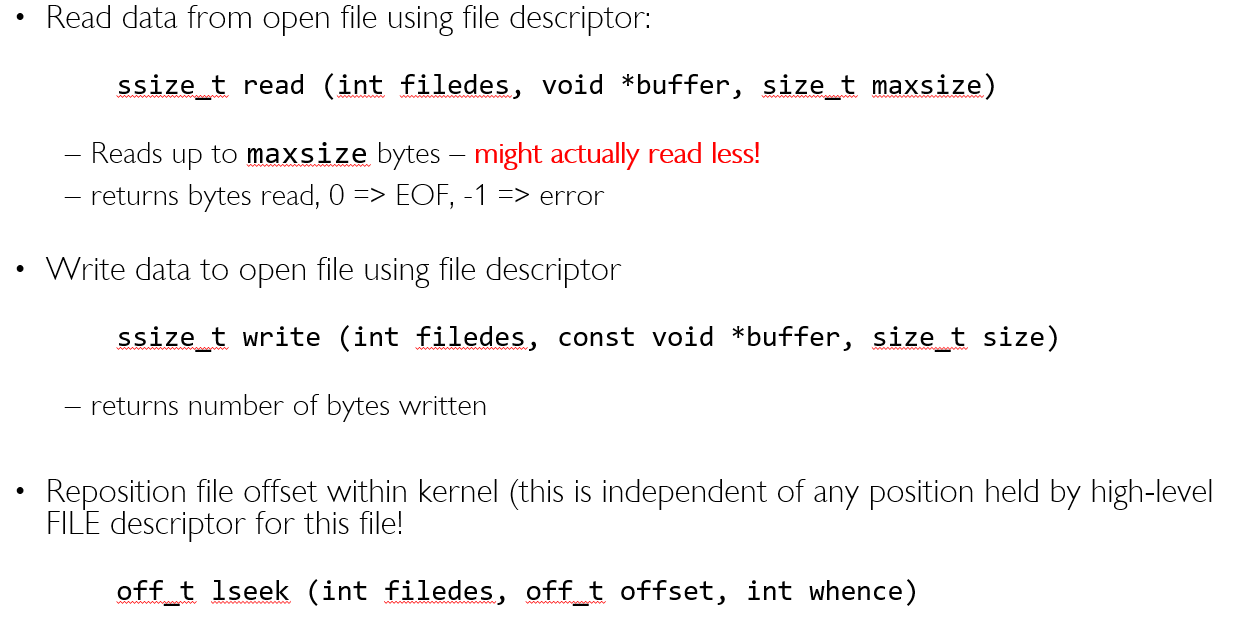 • Read data from open file using file descriptor:
ssize_t read (int filedes, void *buffer, size_t maxsize)
– Reads up to maxsize bytes – might actually read less!
– returns bytes read, 0 => EOF, -1 => error
• Write data to open file using file descriptor
ssize_t write (int filedes, const void *buffer, size_t size)
– returns number of bytes written
• Reposition file offset within kernel (this is independent of any position held by high-level
FILE descriptor for this file!
off_t lseek (int filedes, off_t offset, int whence)